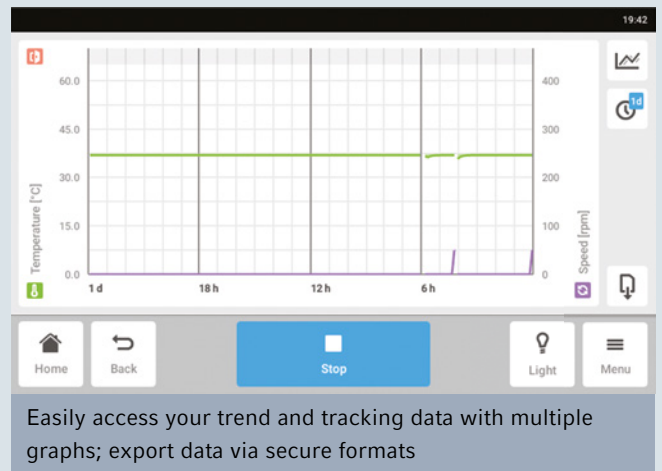 19:42
60.0
45.0
30.0
15.0
0.0
Temperature [°C]
400
300
200
100
0
Speed [rpm]
1 d
18 h
12 h
6 h
1d
Home
Back
Stop
Light
Menu
Easily access your trend and tracking data with multiple
graphs; export data via secure formats